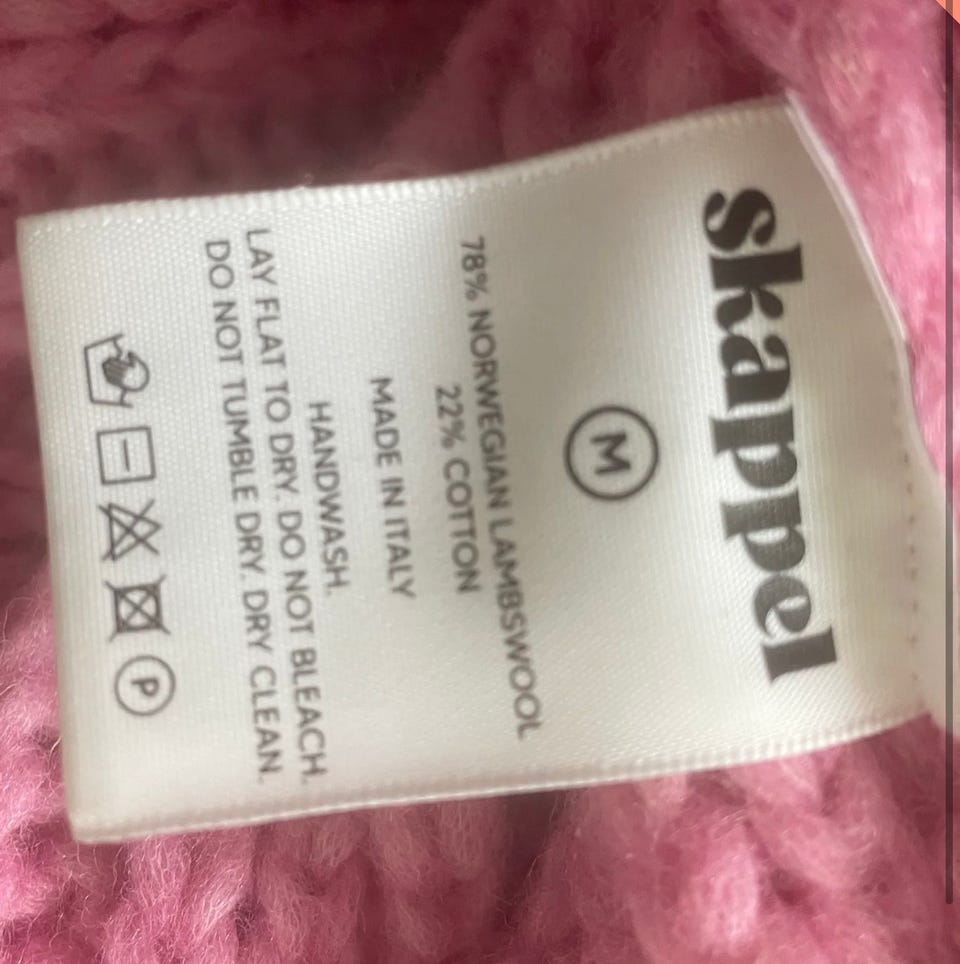 skappel
M
78% NORWEGIAN LAMBSWOOL
22% COTTON
MADE IN ITALY
HANDWASH.
LAY FLAT TO DRY. DO NOT BLEACH.
DO NOT TUMBLE DRY. DRY CLEAN.
P